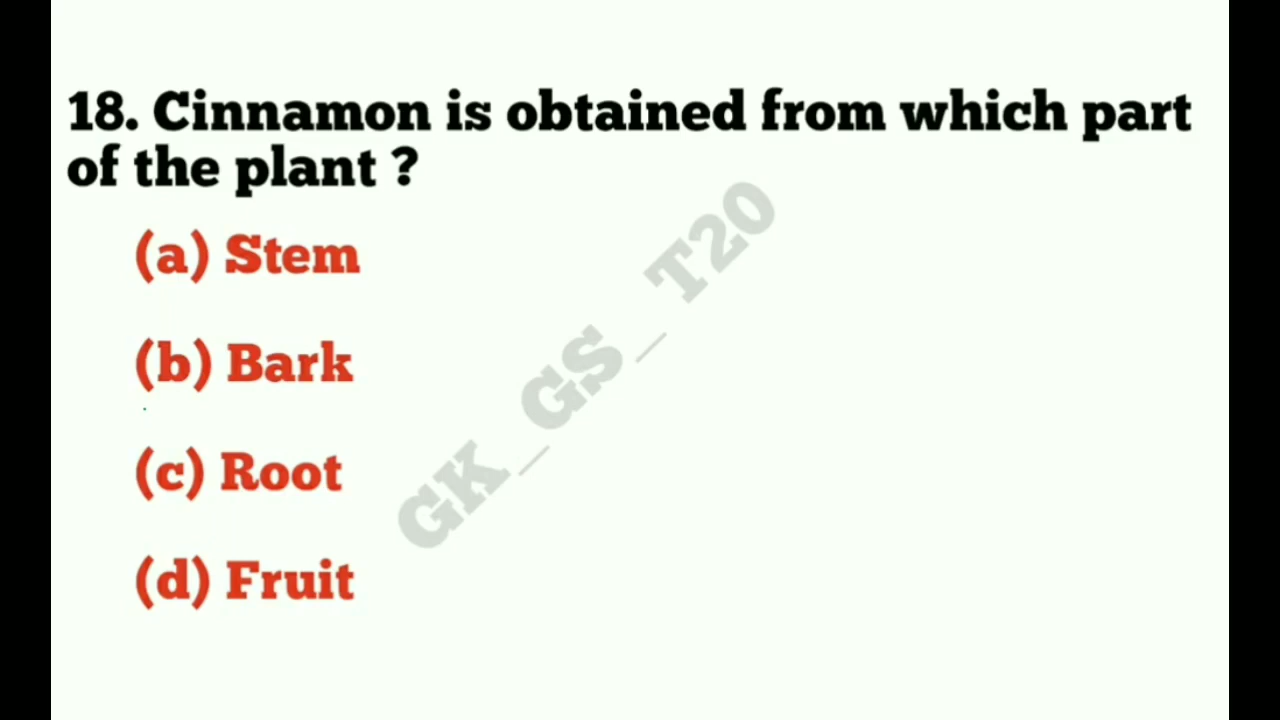 18. Cinnamon is obtained from which part
of the plant ?
(a) Stem
(b) Bark
(c) Root
(d) Fruit
GK_GS_T20